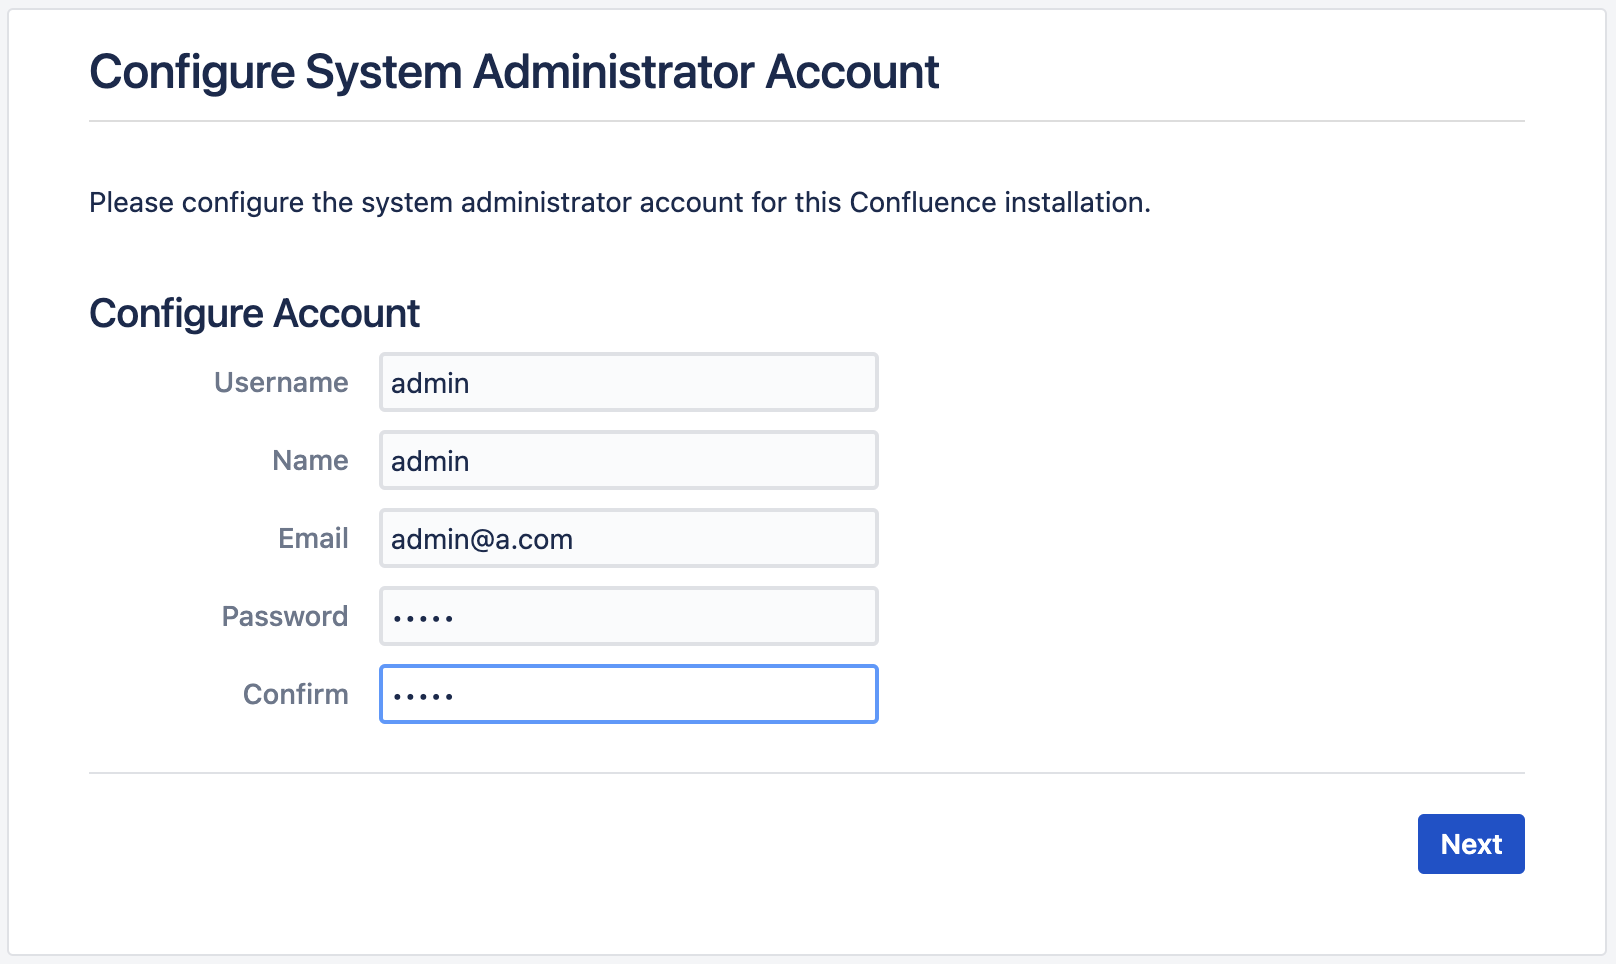 Configure System Administrator Account
Please configure the system administrator account for this Confluence installation.
Configure Account
Username admin
Name admin
Email admin@a.com
Password •••••
Confirm •••••
Next